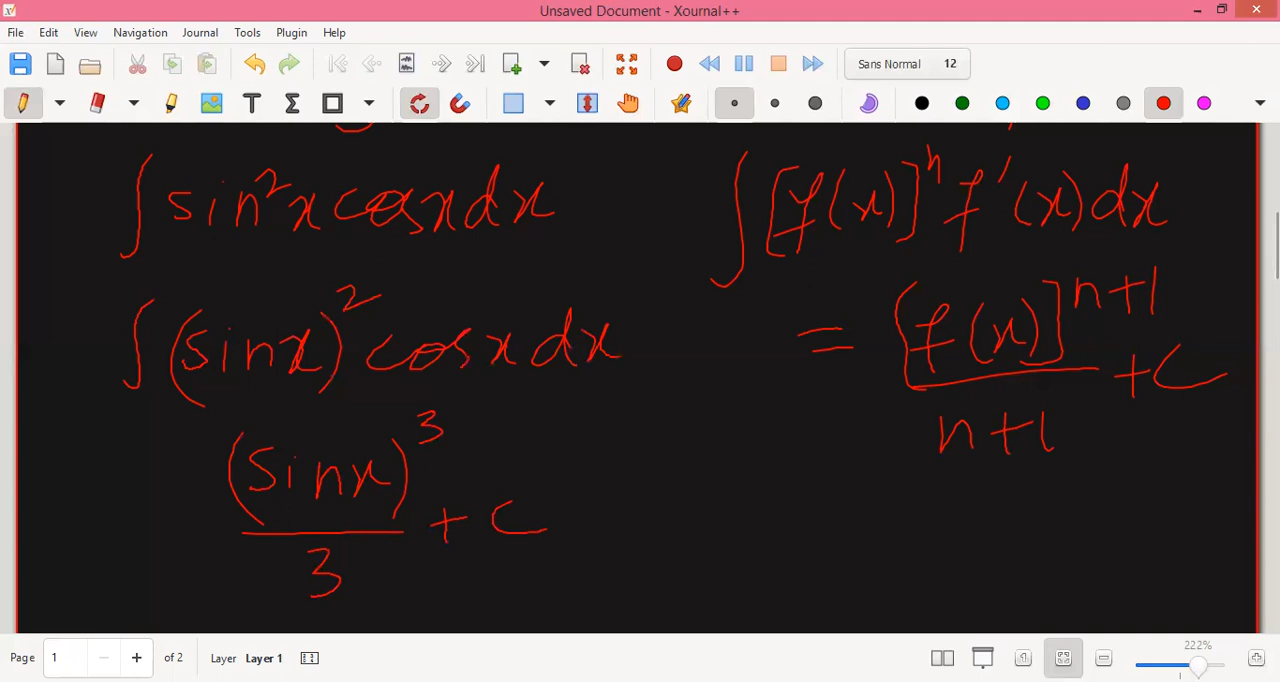 Unsaved Document - Xournal++
File Edit View Navigation Journal Tools Plugin Help
Sans Normal 12
∫ sin²x cosx dx
∫ (sinx)² cosx dx
(sinx)³
3
+ C
∫ [f(x)]ⁿ f'(x) dx
= [f(x)]ⁿ⁺¹
n+1
+ C
Page 1 of 2 Layer Layer 1 222%